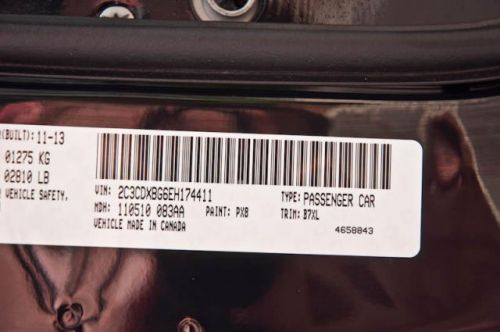 (BUILT): 11-13
01275 KG
02810 LB
VEHICLE SAFETY.
VIN: 2C3CDXBG6EH174411 TYPE: PASSENGER CAR
MDH: 110510 083AA PAINT: PX8 TRIM: B7XL
VEHICLE MADE IN CANADA 4658843